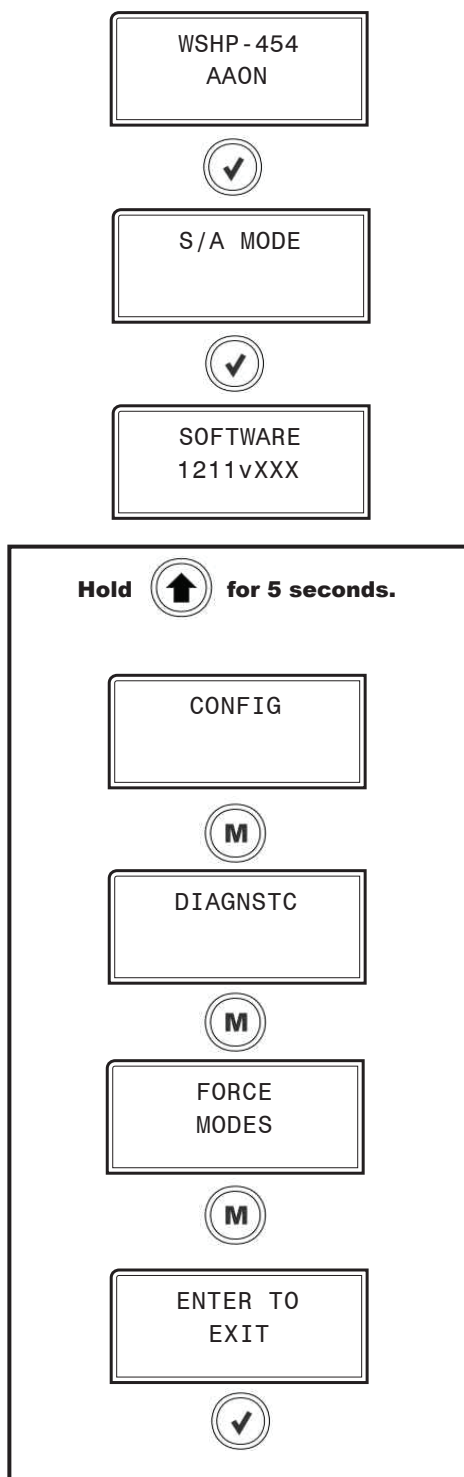 WSHP-454
AAON
S/A MODE
SOFTWARE
1211vXXX
Hold for 5 seconds.
CONFIG
M
DIAGNSTC
M
FORCE
MODES
M
ENTER TO
EXIT